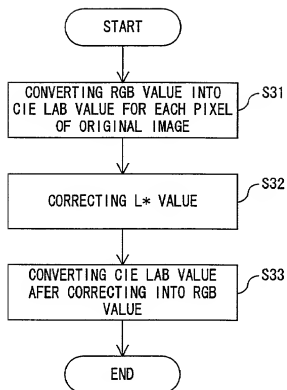 START
CONVERTING RGB VALUE INTO
CIE LAB VALUE FOR EACH PIXEL
OF ORIGINAL IMAGE
S31
CORRECTING L* VALUE
S32
CONVERTING CIE LAB VALUE
AFER CORRECTING INTO RGB
VALUE
S33
END